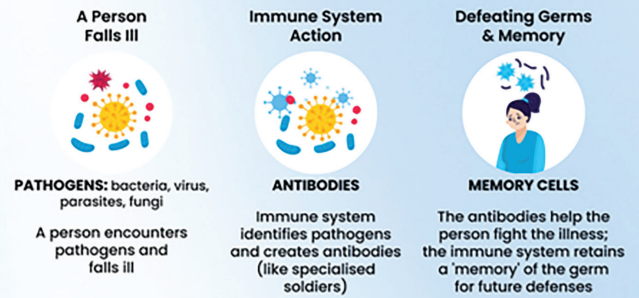 A Person
Falls Ill
PATHOGENS: bacteria, virus,
parasites, fungi
A person encounters
pathogens and
falls ill
Immune System
Action
ANTIBODIES
Immune system
identifies pathogens
and creates antibodies
(like specialised
soldiers)
Defeating Germs
& Memory
MEMORY CELLS
The antibodies help the
person fight the illness;
the immune system retains
a 'memory' of the germ
for future defenses